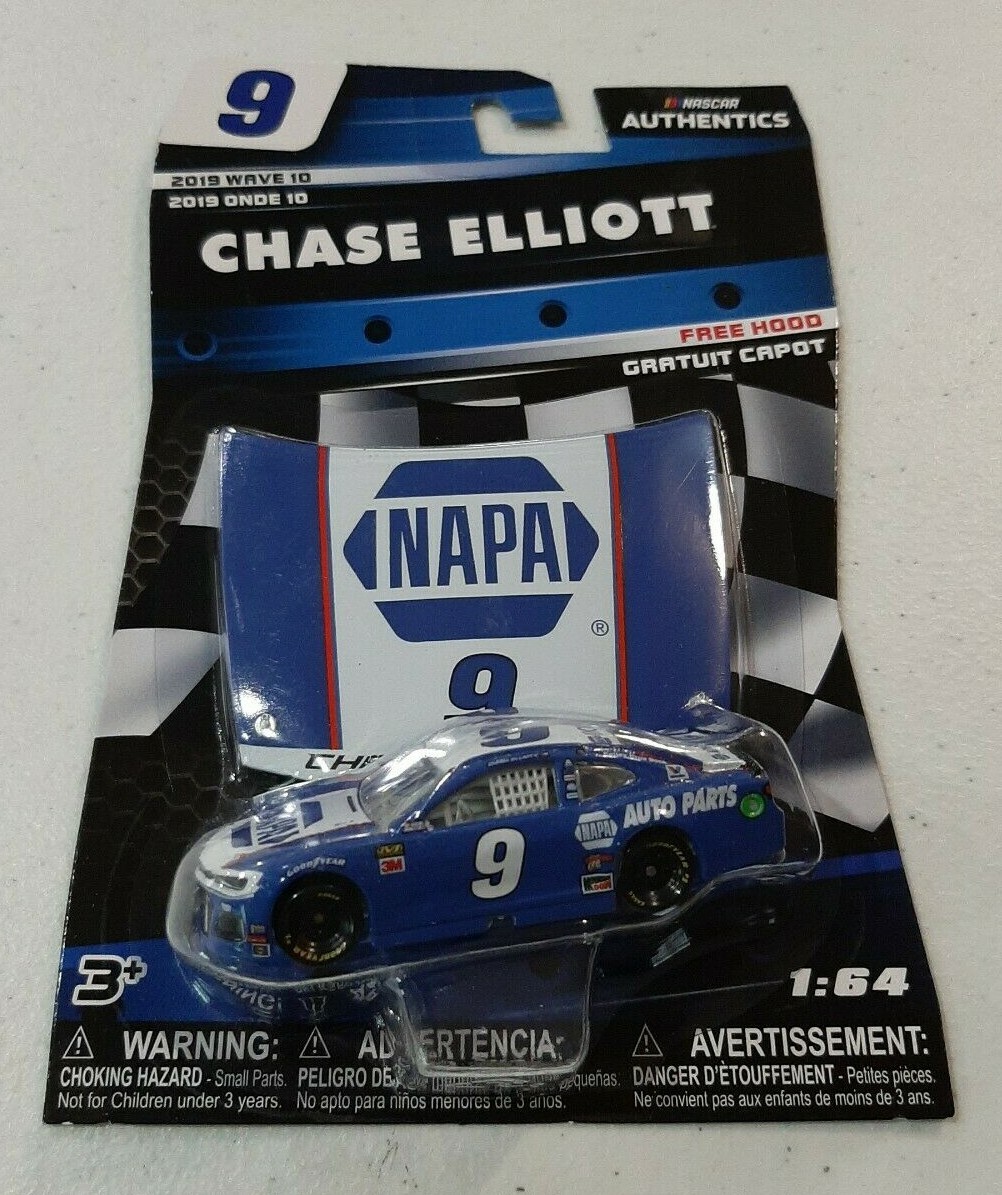 9
NASCAR
AUTHENTICS
2019 WAVE 10
2019 ONDE 10
CHASE ELLIOTT
FREE HOOD
GRATUIT CAPOT
NAPA
®
9
NAPA
GOODYEAR
3M
9
NAPA AUTO PARTS
GOODYEAR
3+
1:64
WARNING:
CHOKING HAZARD - Small Parts.
Not for Children under 3 years.
PELIGRO
No apto para niños menores de 3 años.
AVERTISSEMENT:
DANGER D'ÉTOUFFEMENT - Petites pièces.
Ne convient pas aux enfants de moins de 3 ans.